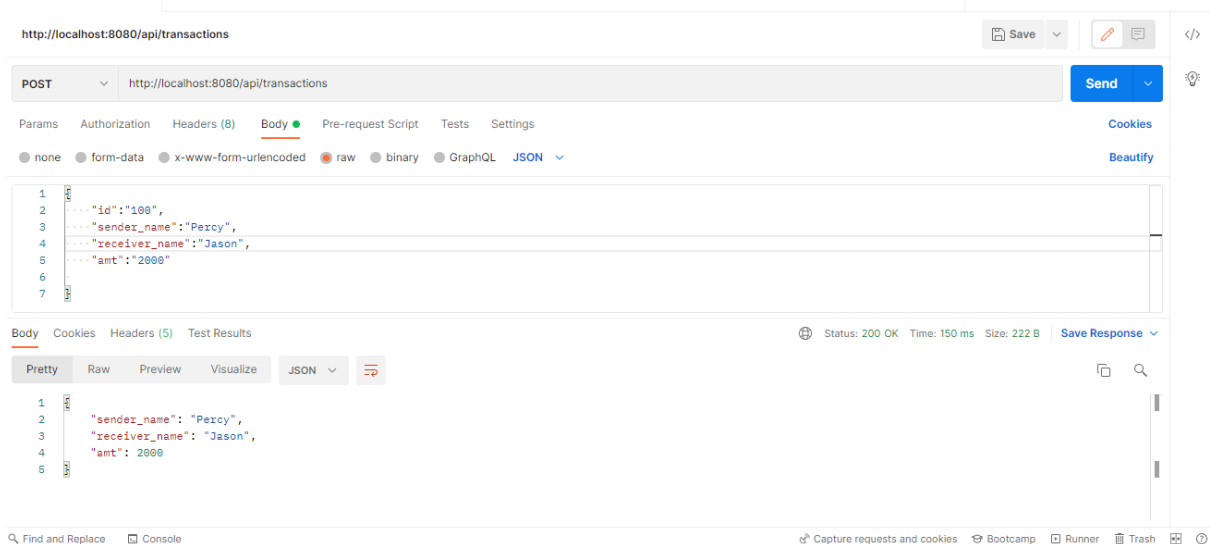 http://localhost:8080/api/transactions Save
POST http://localhost:8080/api/transactions Send
Params Authorization Headers (8) Body Pre-request Script Tests Settings Cookies
none form-data x-www-form-urlencoded raw binary GraphQL JSON Beautify
1 {
2 "id":"100",
3 "sender_name":"Percy",
4 "receiver_name":"Jason",
5 "amt":"2000"
6
7 }
Body Cookies Headers (5) Test Results Status: 200 OK Time: 150 ms Size: 222 B Save Response
Pretty Raw Preview Visualize JSON
1 {
2 "sender_name": "Percy",
3 "receiver_name": "Jason",
4 "amt": 2000
5 }
Find and Replace Console Capture requests and cookies Bootcamp Runner Trash